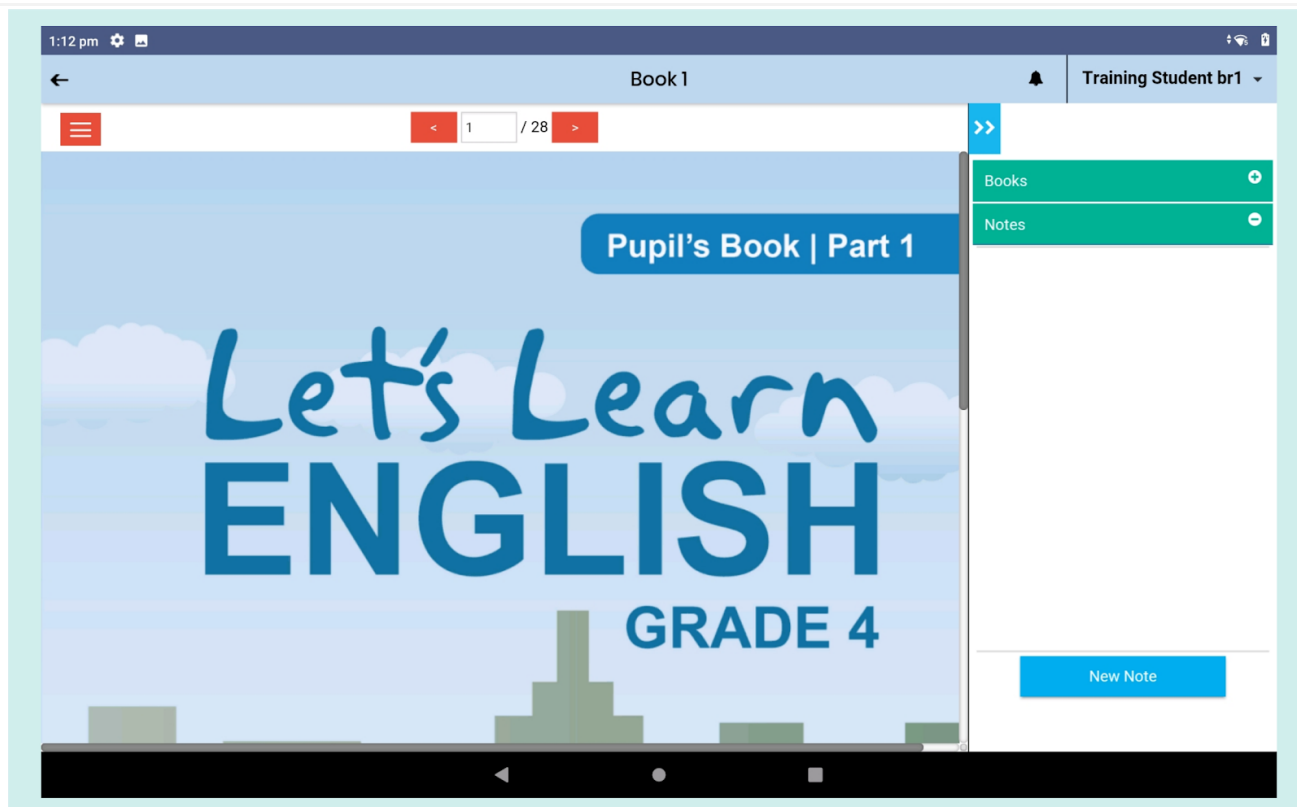 1:12 pm
Book 1
Training Student br1
< 1 / 28 >
>>
Books
Notes
Pupil's Book | Part 1
Let's Learn
ENGLISH
GRADE 4
New Note